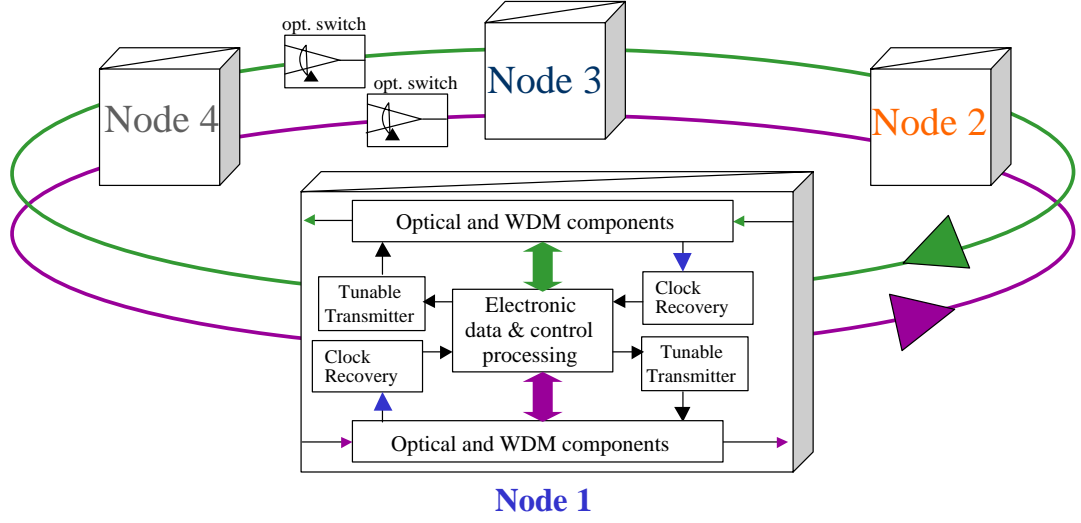 opt. switch
opt. switch
Node 4
Node 3
Node 2
Optical and WDM components
Tunable
Transmitter
Electronic
data & control
processing
Clock
Recovery
Clock
Recovery
Tunable
Transmitter
Optical and WDM components
Node 1